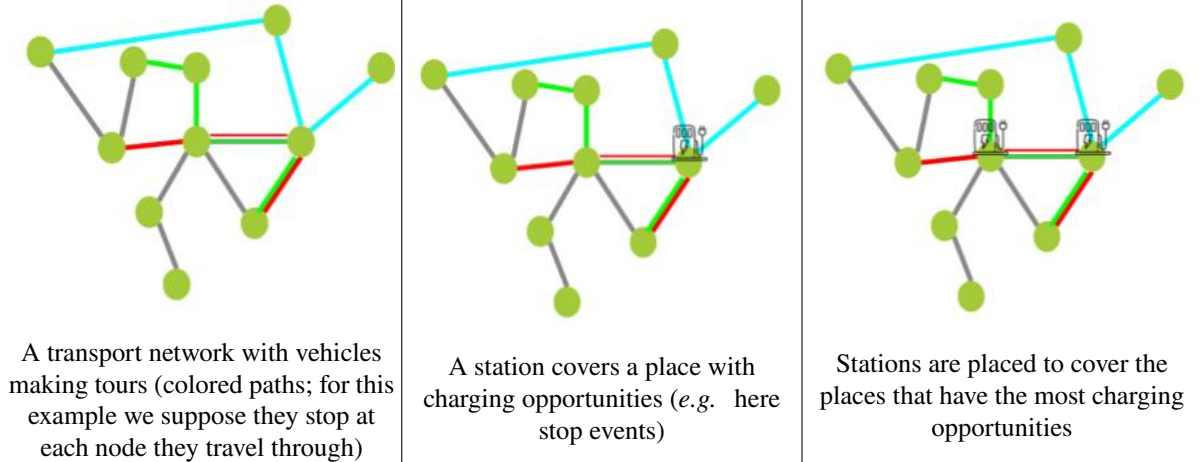 A transport network with vehicles
making tours (colored paths; for this
example we suppose they stop at
each node they travel through)
A station covers a place with
charging opportunities (e.g. here
stop events)
Stations are placed to cover the
places that have the most charging
opportunities